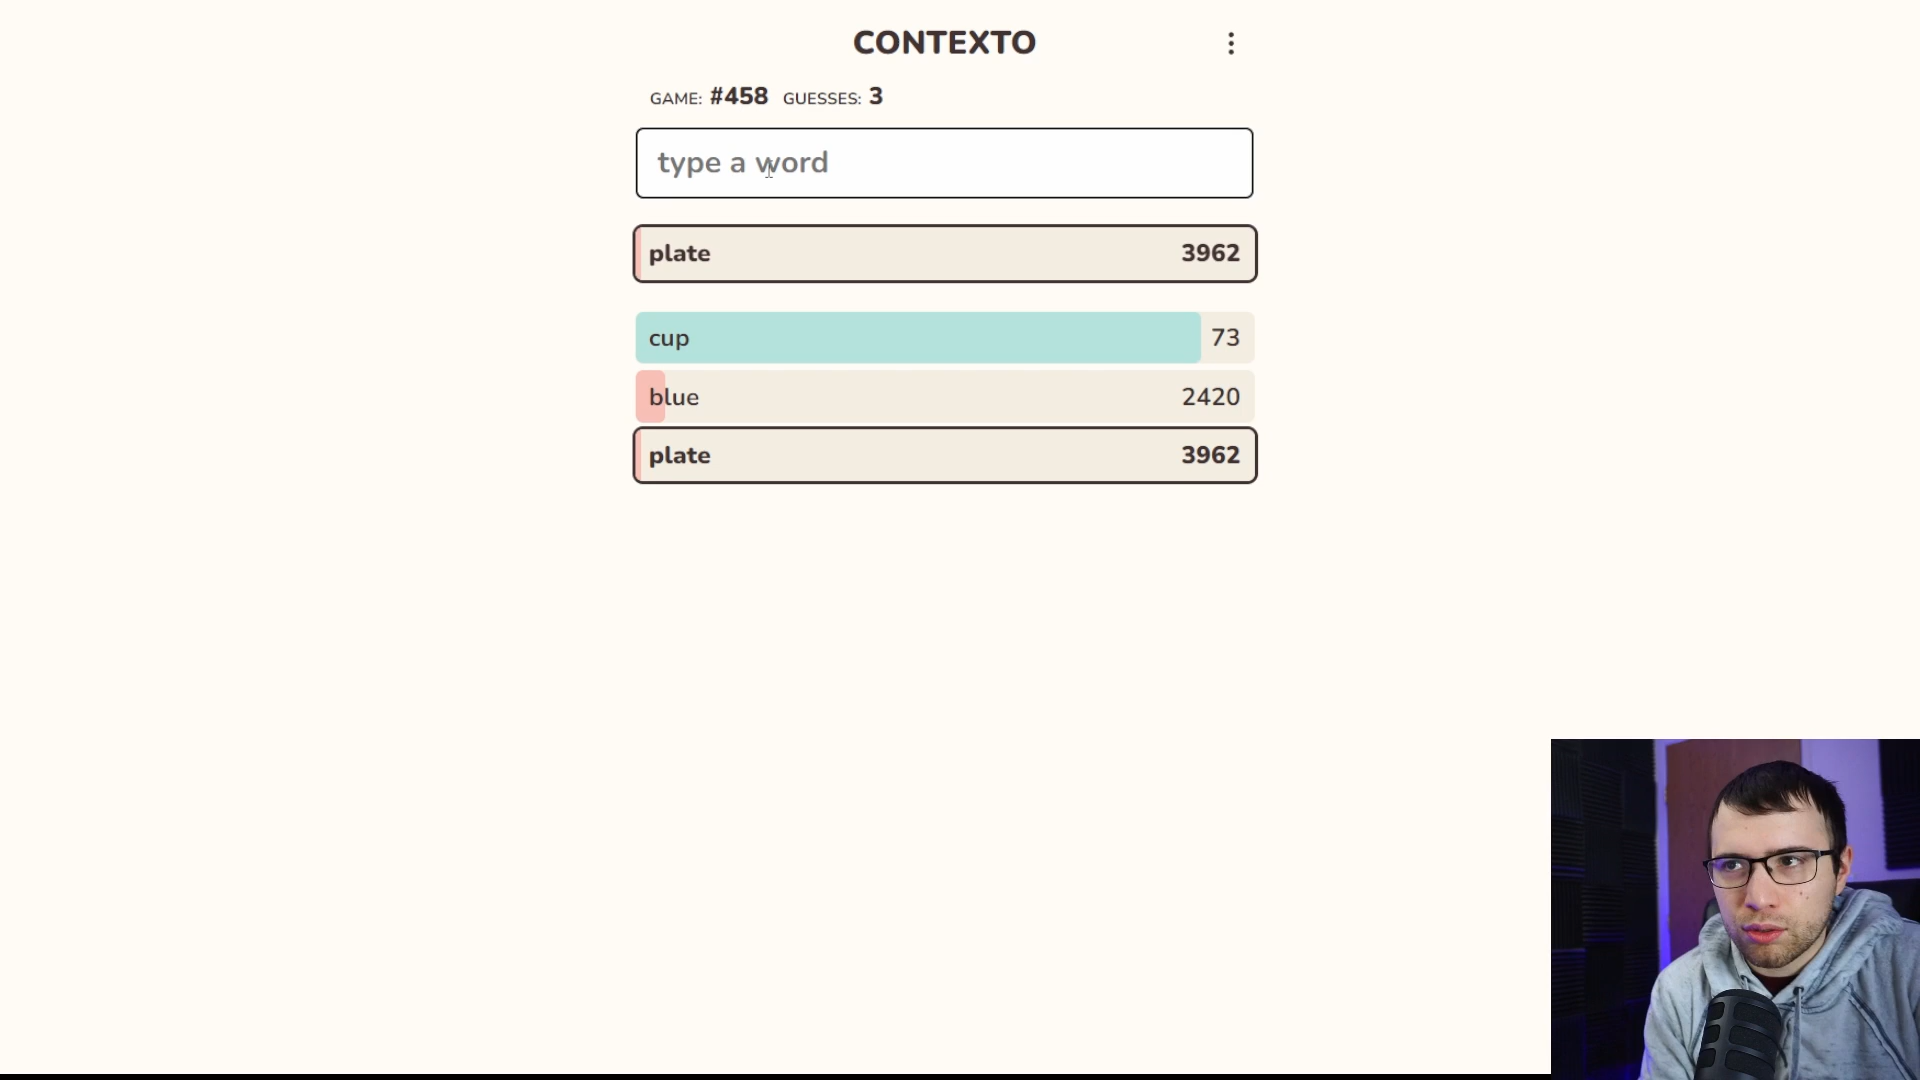 CONTEXTO
GAME: #458 GUESSES: 3
type a word
plate 3962
cup 73
blue 2420
plate 3962